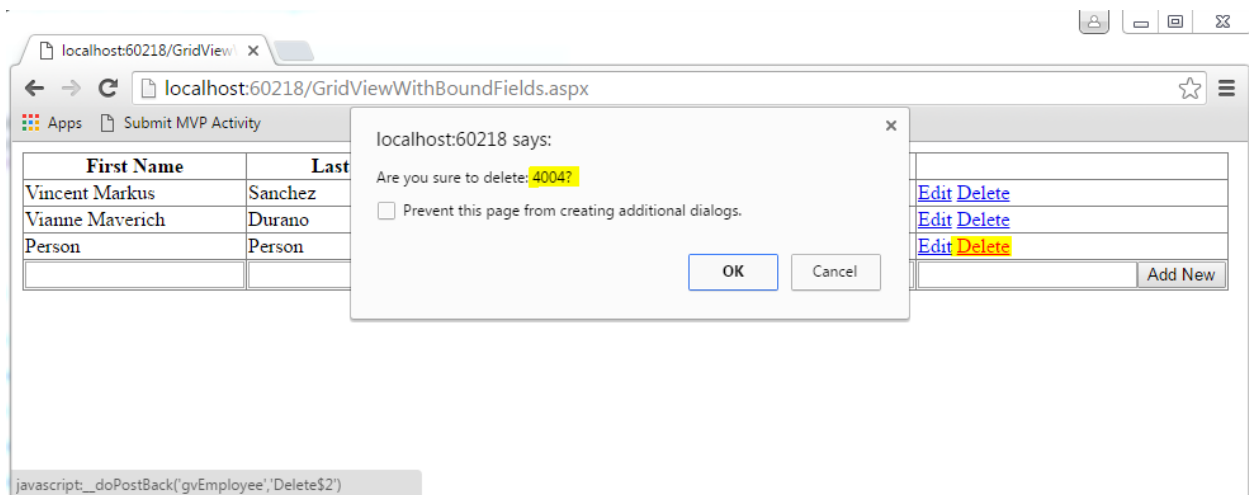 localhost:60218/GridView
localhost:60218/GridViewWithBoundFields.aspx
Apps Submit MVP Activity
localhost:60218 says:
Are you sure to delete: 4004?
Prevent this page from creating additional dialogs.
OK Cancel
First Name Last
Vincent Markus Sanchez Edit Delete
Vianne Maverich Durano Edit Delete
Person Person Edit Delete
Add New
javascript:__doPostBack('gvEmployee','Delete$2')